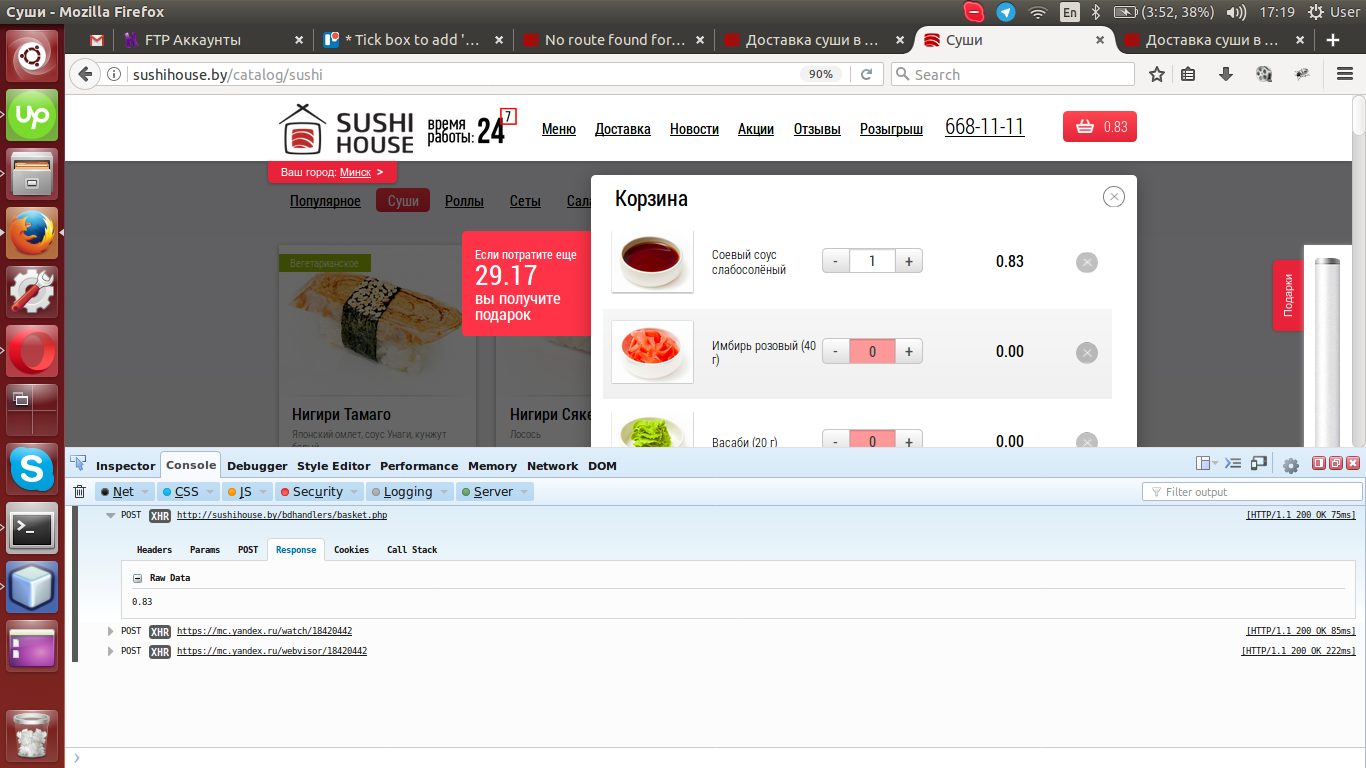 Суши - Mozilla Firefox
En
(3:52, 38%)
17:19
User
FTP Аккаунты
* Tick box to add '...
No route found for...
Доставка суши в ...
Суши
Доставка суши в ...
sushihouse.by/catalog/sushi
90%
Search
SUSHI HOUSE
время работы: 24 7
Меню
Доставка
Новости
Акции
Отзывы
Розыгрыш
668-11-11
0.83
Ваш город: Минск >
Популярное
Суши
Роллы
Сеты
Сал
Корзина
Вегетарианское
Если потратите еще
29.17
вы получите
подарок
Соевый соус
слабосолёный
- 1 +
0.83
Имбирь розовый (40
г)
- 0 +
0.00
Васаби (20 г)
- 0 +
0.00
Подарки
Нигири Тамаго
Японский омлет, соус Унаги, кунжут
белый
Нигири Сяке
Лосось
Inspector
Console
Debugger
Style Editor
Performance
Memory
Network
DOM
Net
CSS
JS
Security
Logging
Server
Filter output
POST XHR http://sushihouse.by/bdhandlers/basket.php [HTTP/1.1 200 OK 75ms]
Headers
Params
POST
Response
Cookies
Call Stack
Raw Data
0.83
POST XHR https://mc.yandex.ru/watch/18420442 [HTTP/1.1 200 OK 85ms]
POST XHR https://mc.yandex.ru/webvisor/18420442 [HTTP/1.1 200 OK 222ms]